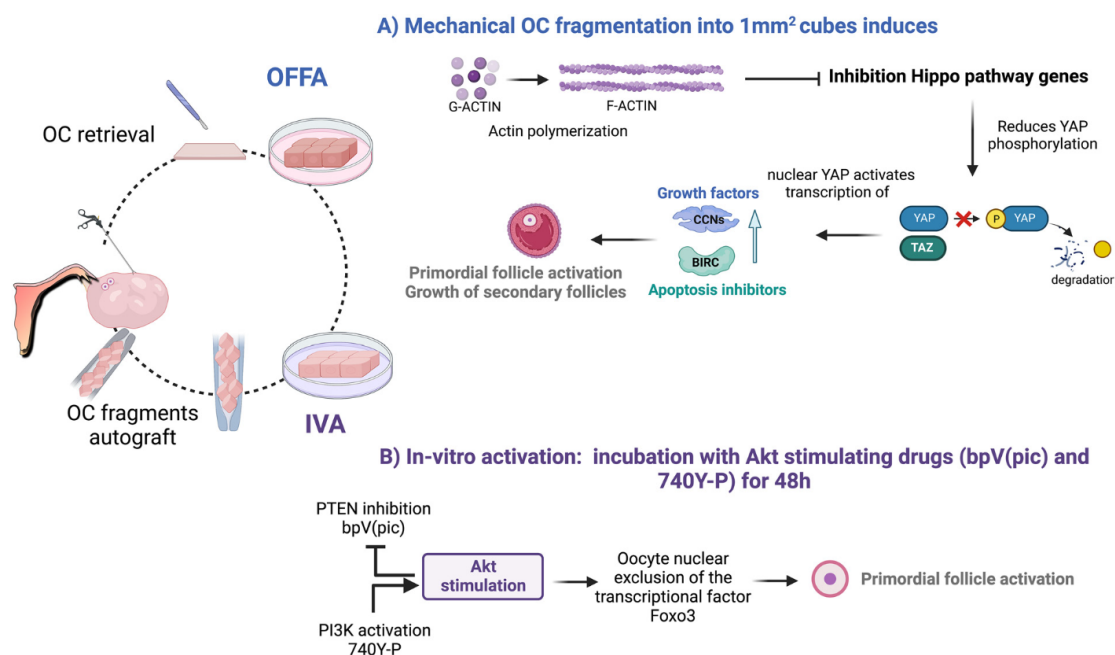 A) Mechanical OC fragmentation into 1mm² cubes induces
OFFA
OC retrieval
G-ACTIN
F-ACTIN
Actin polymerization
Inhibition Hippo pathway genes
Reduces YAP
phosphorylation
nuclear YAP activates
transcription of
YAP
P
YAP
TAZ
degradation
Growth factors
CCNs
BIRC
Apoptosis inhibitors
Primordial follicle activation
Growth of secondary follicles
OC fragments
autograft
IVA
B) In-vitro activation: incubation with Akt stimulating drugs (bpV(pic) and
740Y-P) for 48h
PTEN inhibition
bpV(pic)
Akt
stimulation
PI3K activation
740Y-P
Oocyte nuclear
exclusion of the
transcriptional factor
Foxo3
Primordial follicle activation